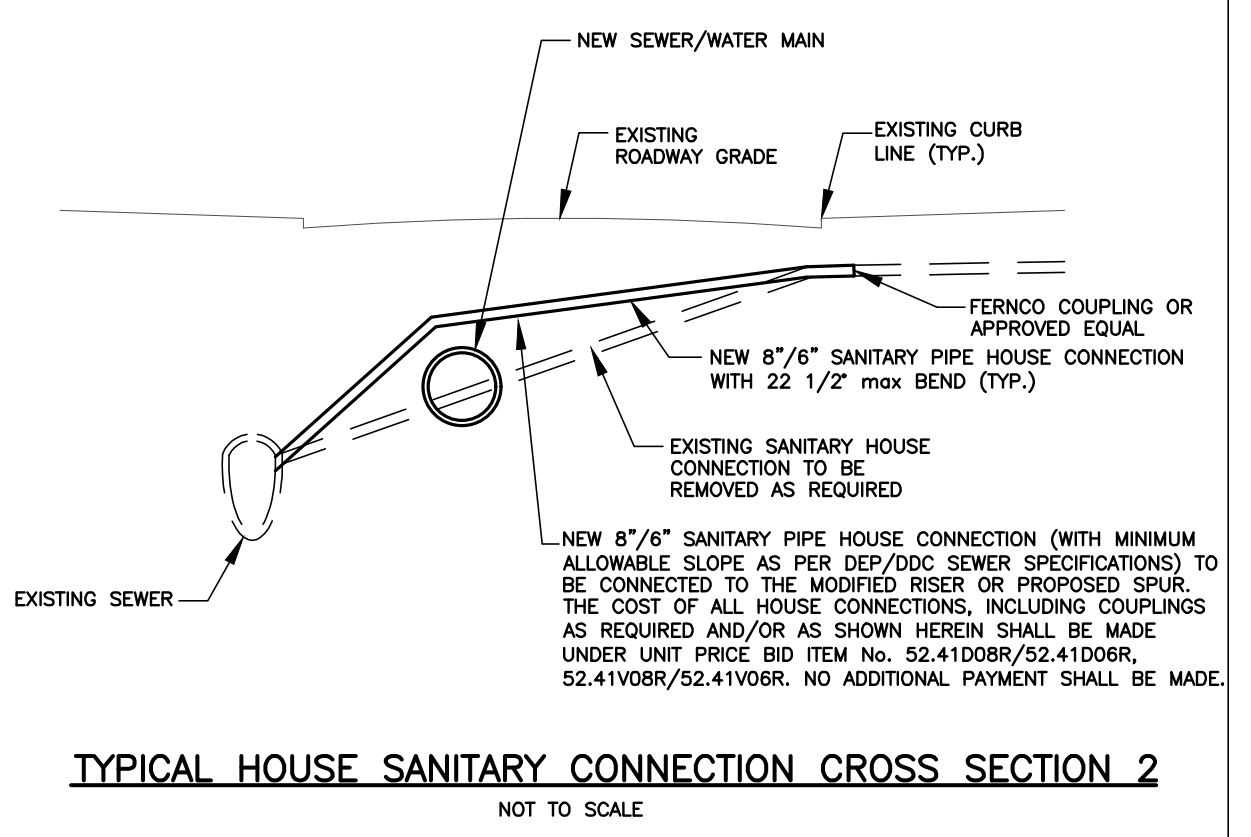 NEW SEWER/WATER MAIN
EXISTING
ROADWAY GRADE
EXISTING CURB
LINE (TYP.)
FERNCO COUPLING OR
APPROVED EQUAL
NEW 8"/6" SANITARY PIPE HOUSE CONNECTION
WITH 22 1/2° max BEND (TYP.)
EXISTING SANITARY HOUSE
CONNECTION TO BE
REMOVED AS REQUIRED
NEW 8"/6" SANITARY PIPE HOUSE CONNECTION (WITH MINIMUM
ALLOWABLE SLOPE AS PER DEP/DDC SEWER SPECIFICATIONS) TO
BE CONNECTED TO THE MODIFIED RISER OR PROPOSED SPUR.
THE COST OF ALL HOUSE CONNECTIONS, INCLUDING COUPLINGS
AS REQUIRED AND/OR AS SHOWN HEREIN SHALL BE MADE
UNDER UNIT PRICE BID ITEM No. 52.41D08R/52.41D06R,
52.41V08R/52.41V06R. NO ADDITIONAL PAYMENT SHALL BE MADE.
EXISTING SEWER
TYPICAL HOUSE SANITARY CONNECTION CROSS SECTION 2
NOT TO SCALE